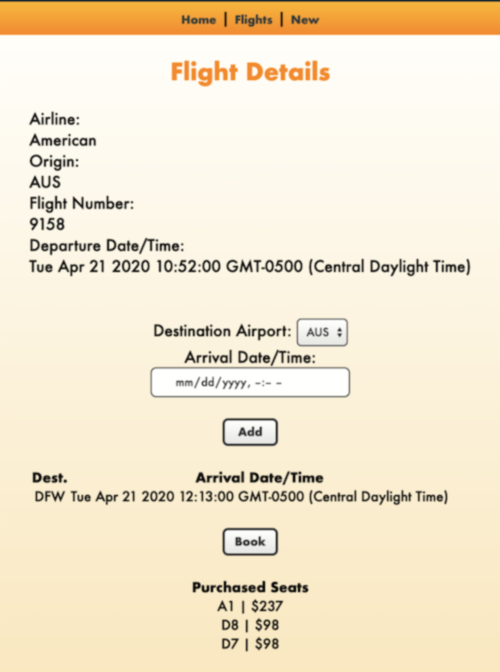 Home | Flights | New
Flight Details
Airline:
American
Origin:
AUS
Flight Number:
9158
Departure Date/Time:
Tue Apr 21 2020 10:52:00 GMT-0500 (Central Daylight Time)
Destination Airport: AUS
Arrival Date/Time:
mm/dd/yyyy, -:- -
Add
Dest. Arrival Date/Time
DFW Tue Apr 21 2020 12:13:00 GMT-0500 (Central Daylight Time)
Book
Purchased Seats
A1 | $237
D8 | $98
D7 | $98